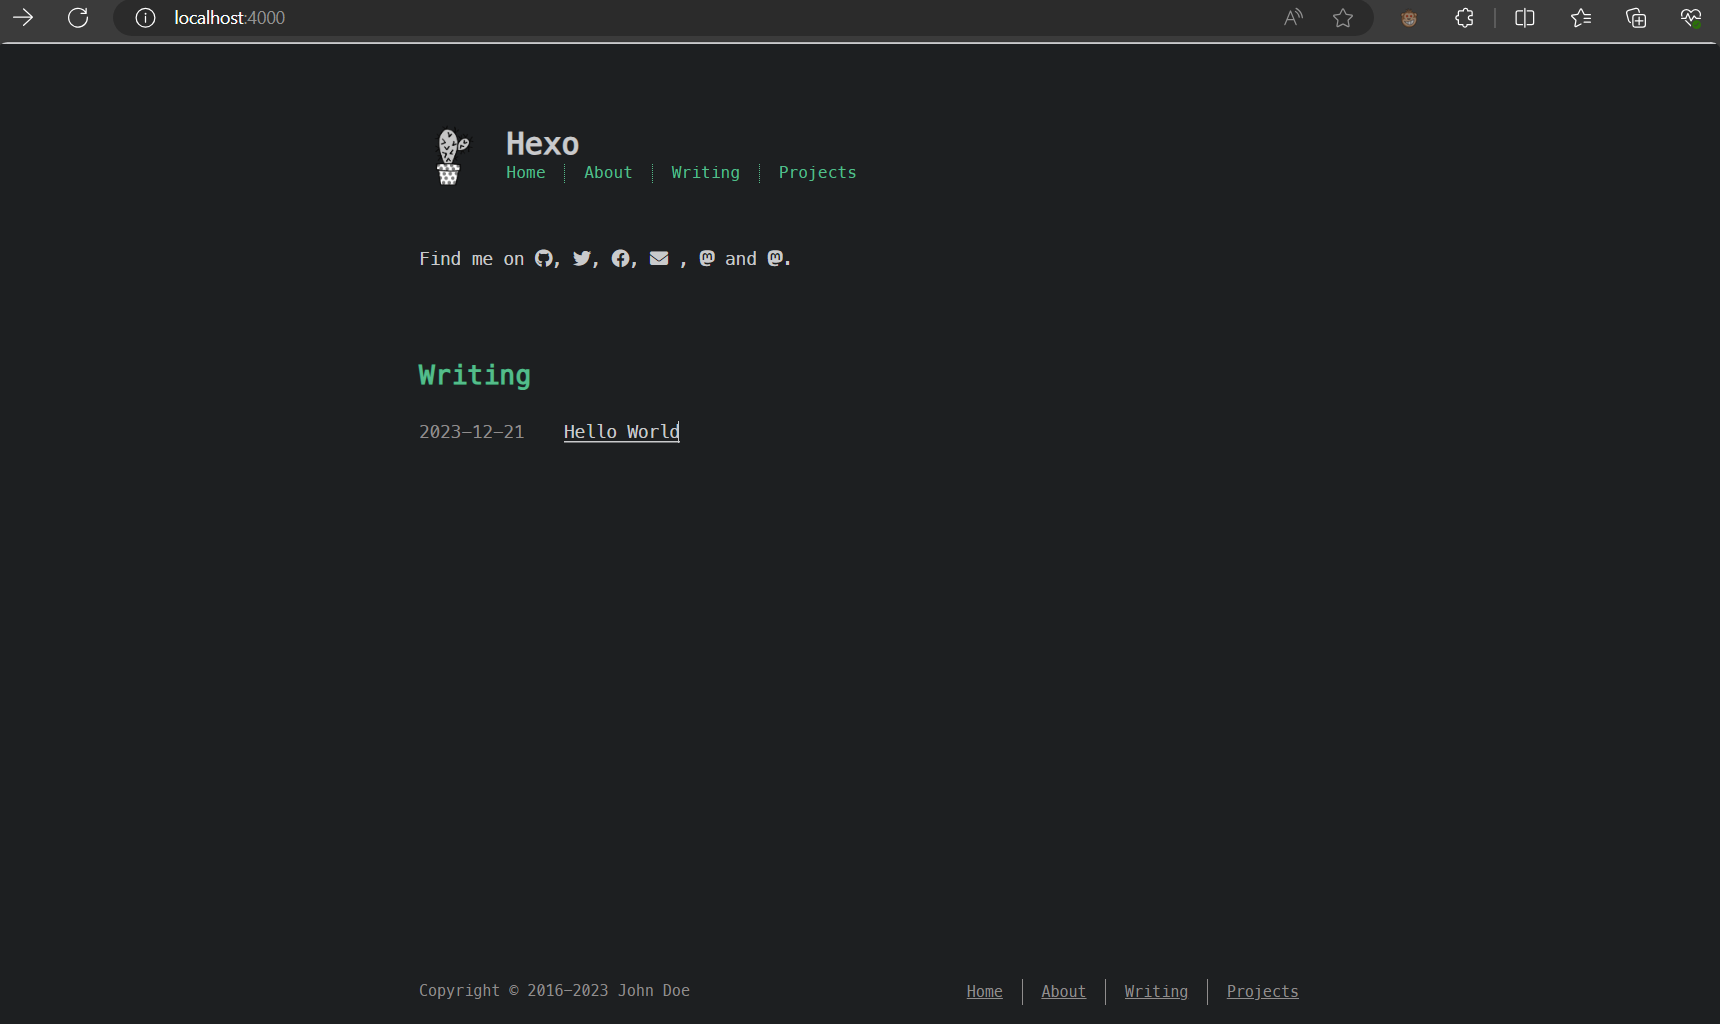 localhost:4000
Hexo
Home About Writing Projects
Find me on , , , , and .
Writing
2023-12-21 Hello World
Copyright © 2016-2023 John Doe Home About Writing Projects